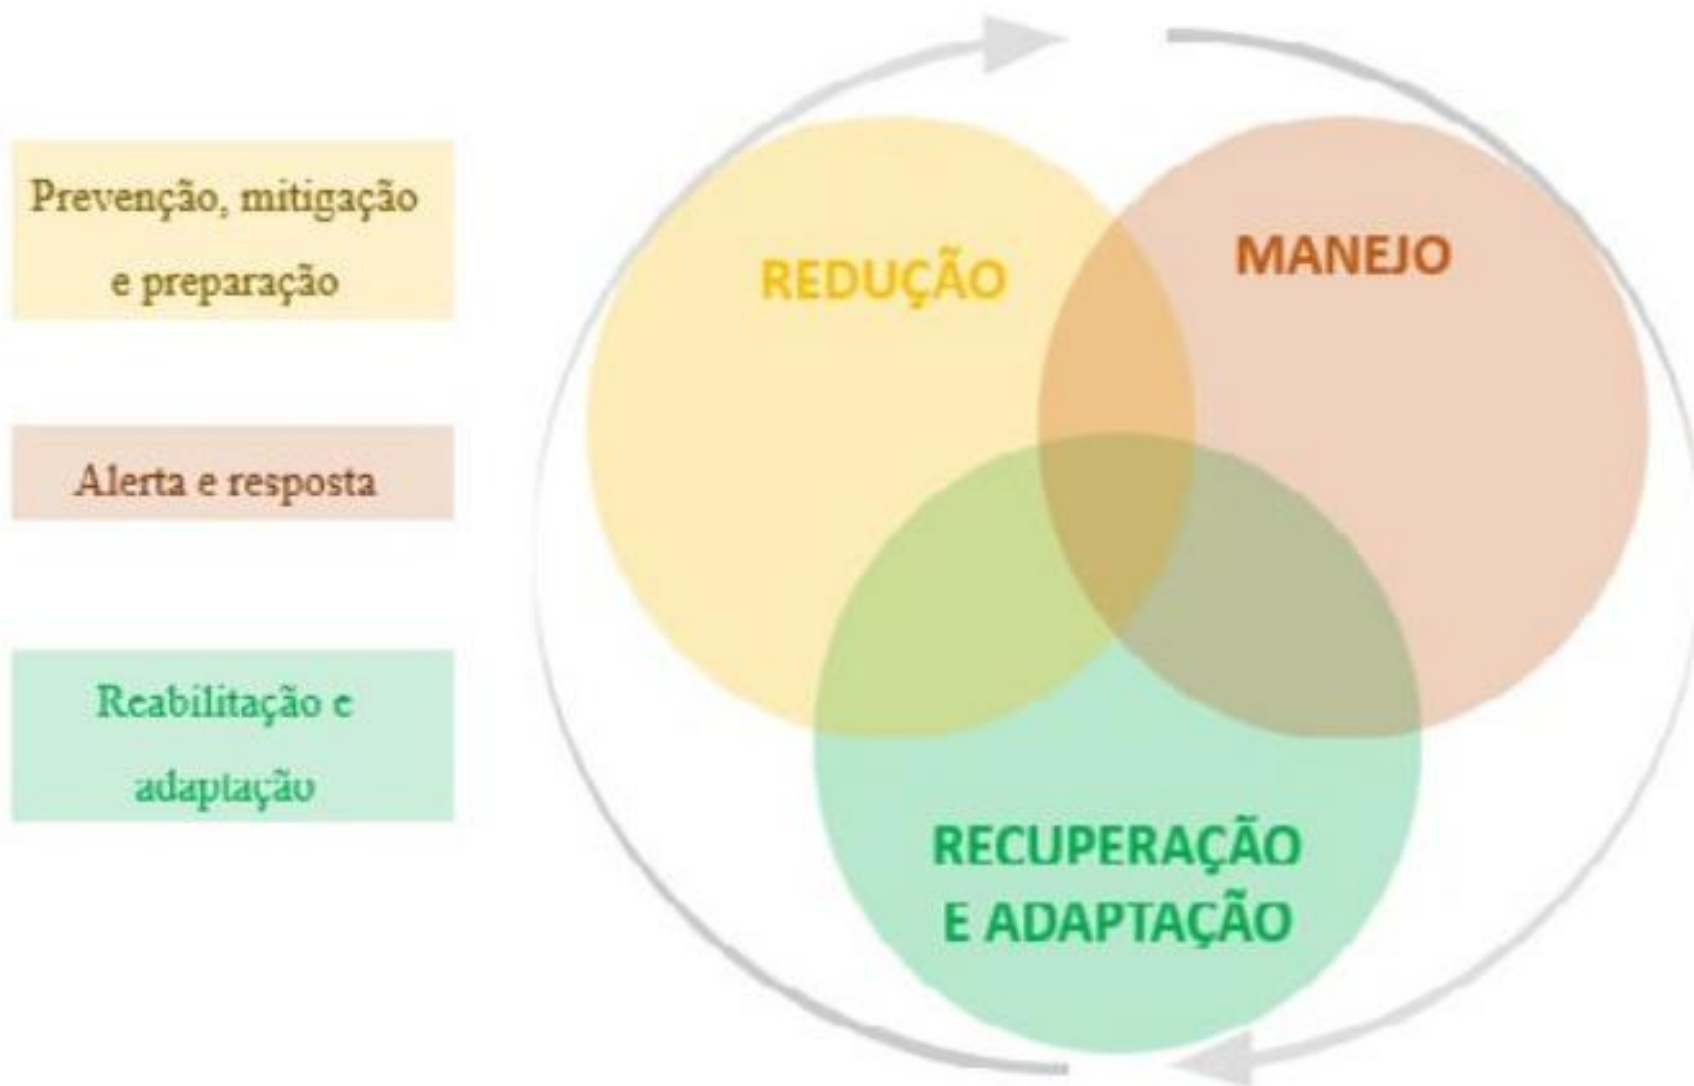 Prevenção, mitigação
e preparação
Alerta e resposta
Reabilitação e
adaptação
REDUÇÃO
MANEJO
RECUPERAÇÃO
E ADAPTAÇÃO